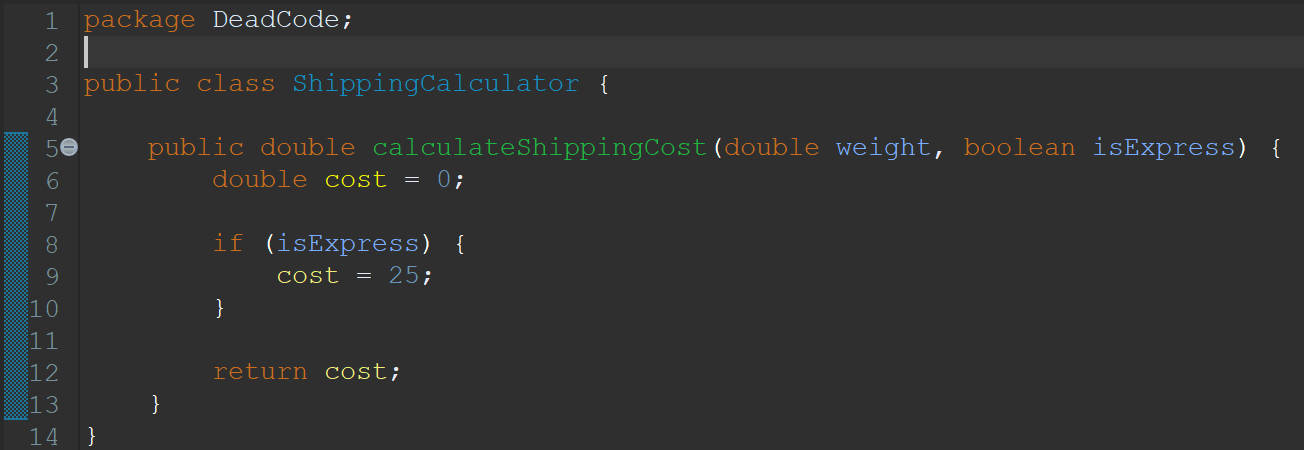 1 package DeadCode;
2
3 public class ShippingCalculator {
4
5     public double calculateShippingCost(double weight, boolean isExpress) {
6         double cost = 0;
7
8         if (isExpress) {
9             cost = 25;
10         }
11
12         return cost;
13     }
14 }